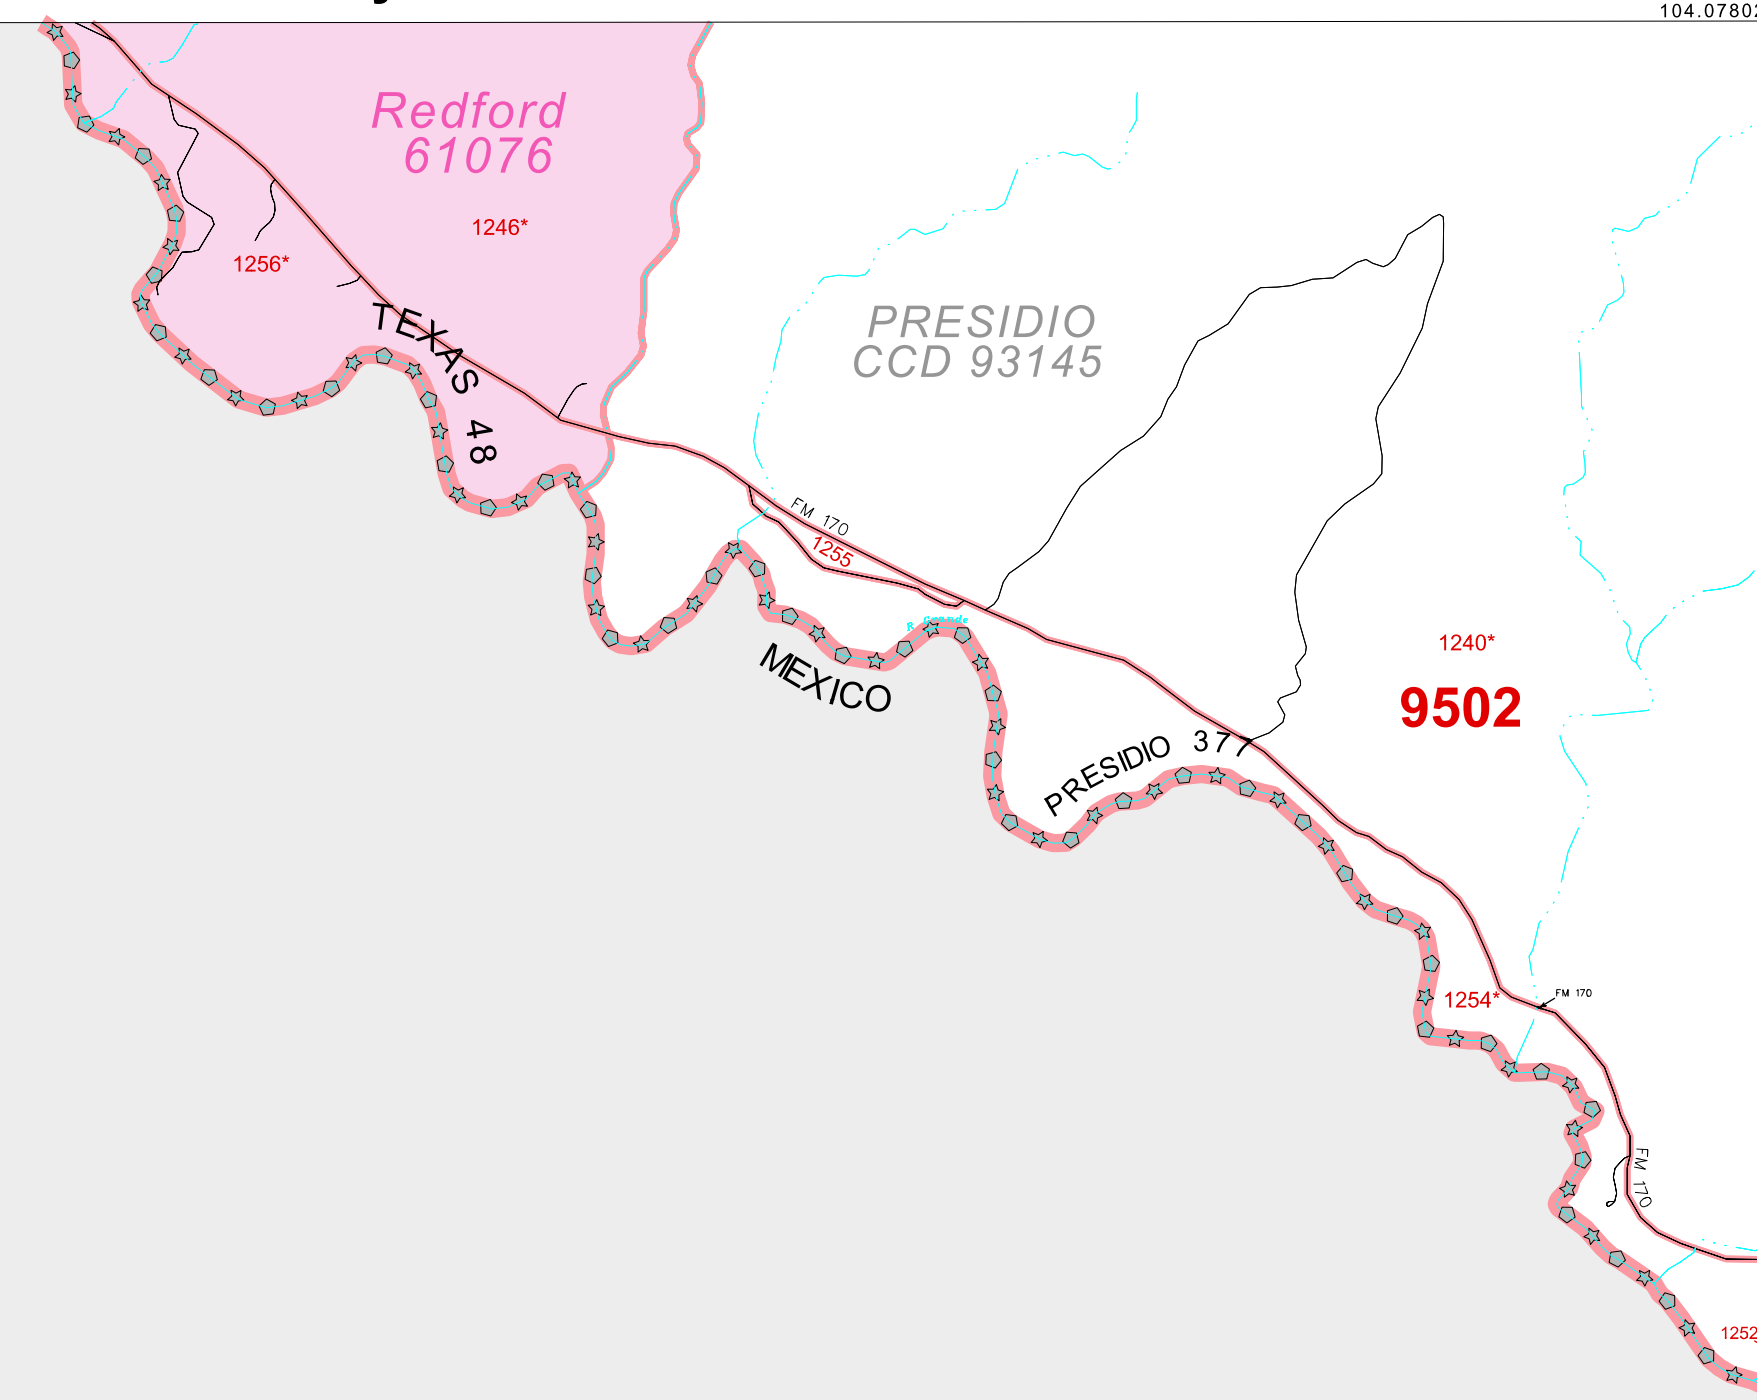 104.07802
Redford
61076
1246*
1256*
TEXAS 48
PRESIDIO
CCD 93145
FM 170
1255
R Grande
MEXICO
1240*
9502
PRESIDIO 377
1254*
FM 170
FM 170
1252